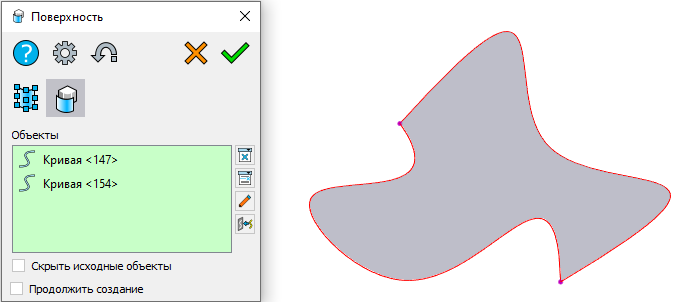 Поверхность
?
Объекты
Кривая <147>
Кривая <154>
Скрыть исходные объекты
Продолжить создание